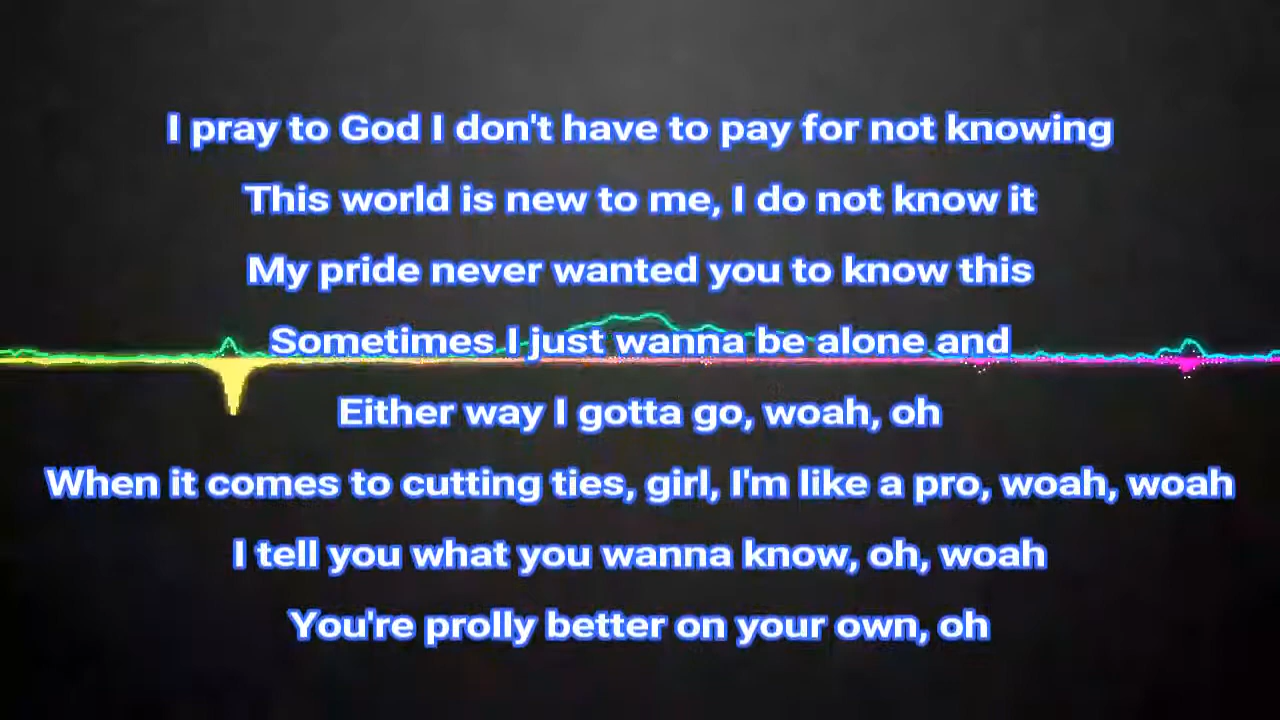 I pray to God I don't have to pay for not knowing
This world is new to me, I do not know it
My pride never wanted you to know this
Sometimes I just wanna be alone and
Either way I gotta go, woah, oh
When it comes to cutting ties, girl, I'm like a pro, woah, woah
I tell you what you wanna know, oh, woah
You're prolly better on your own, oh